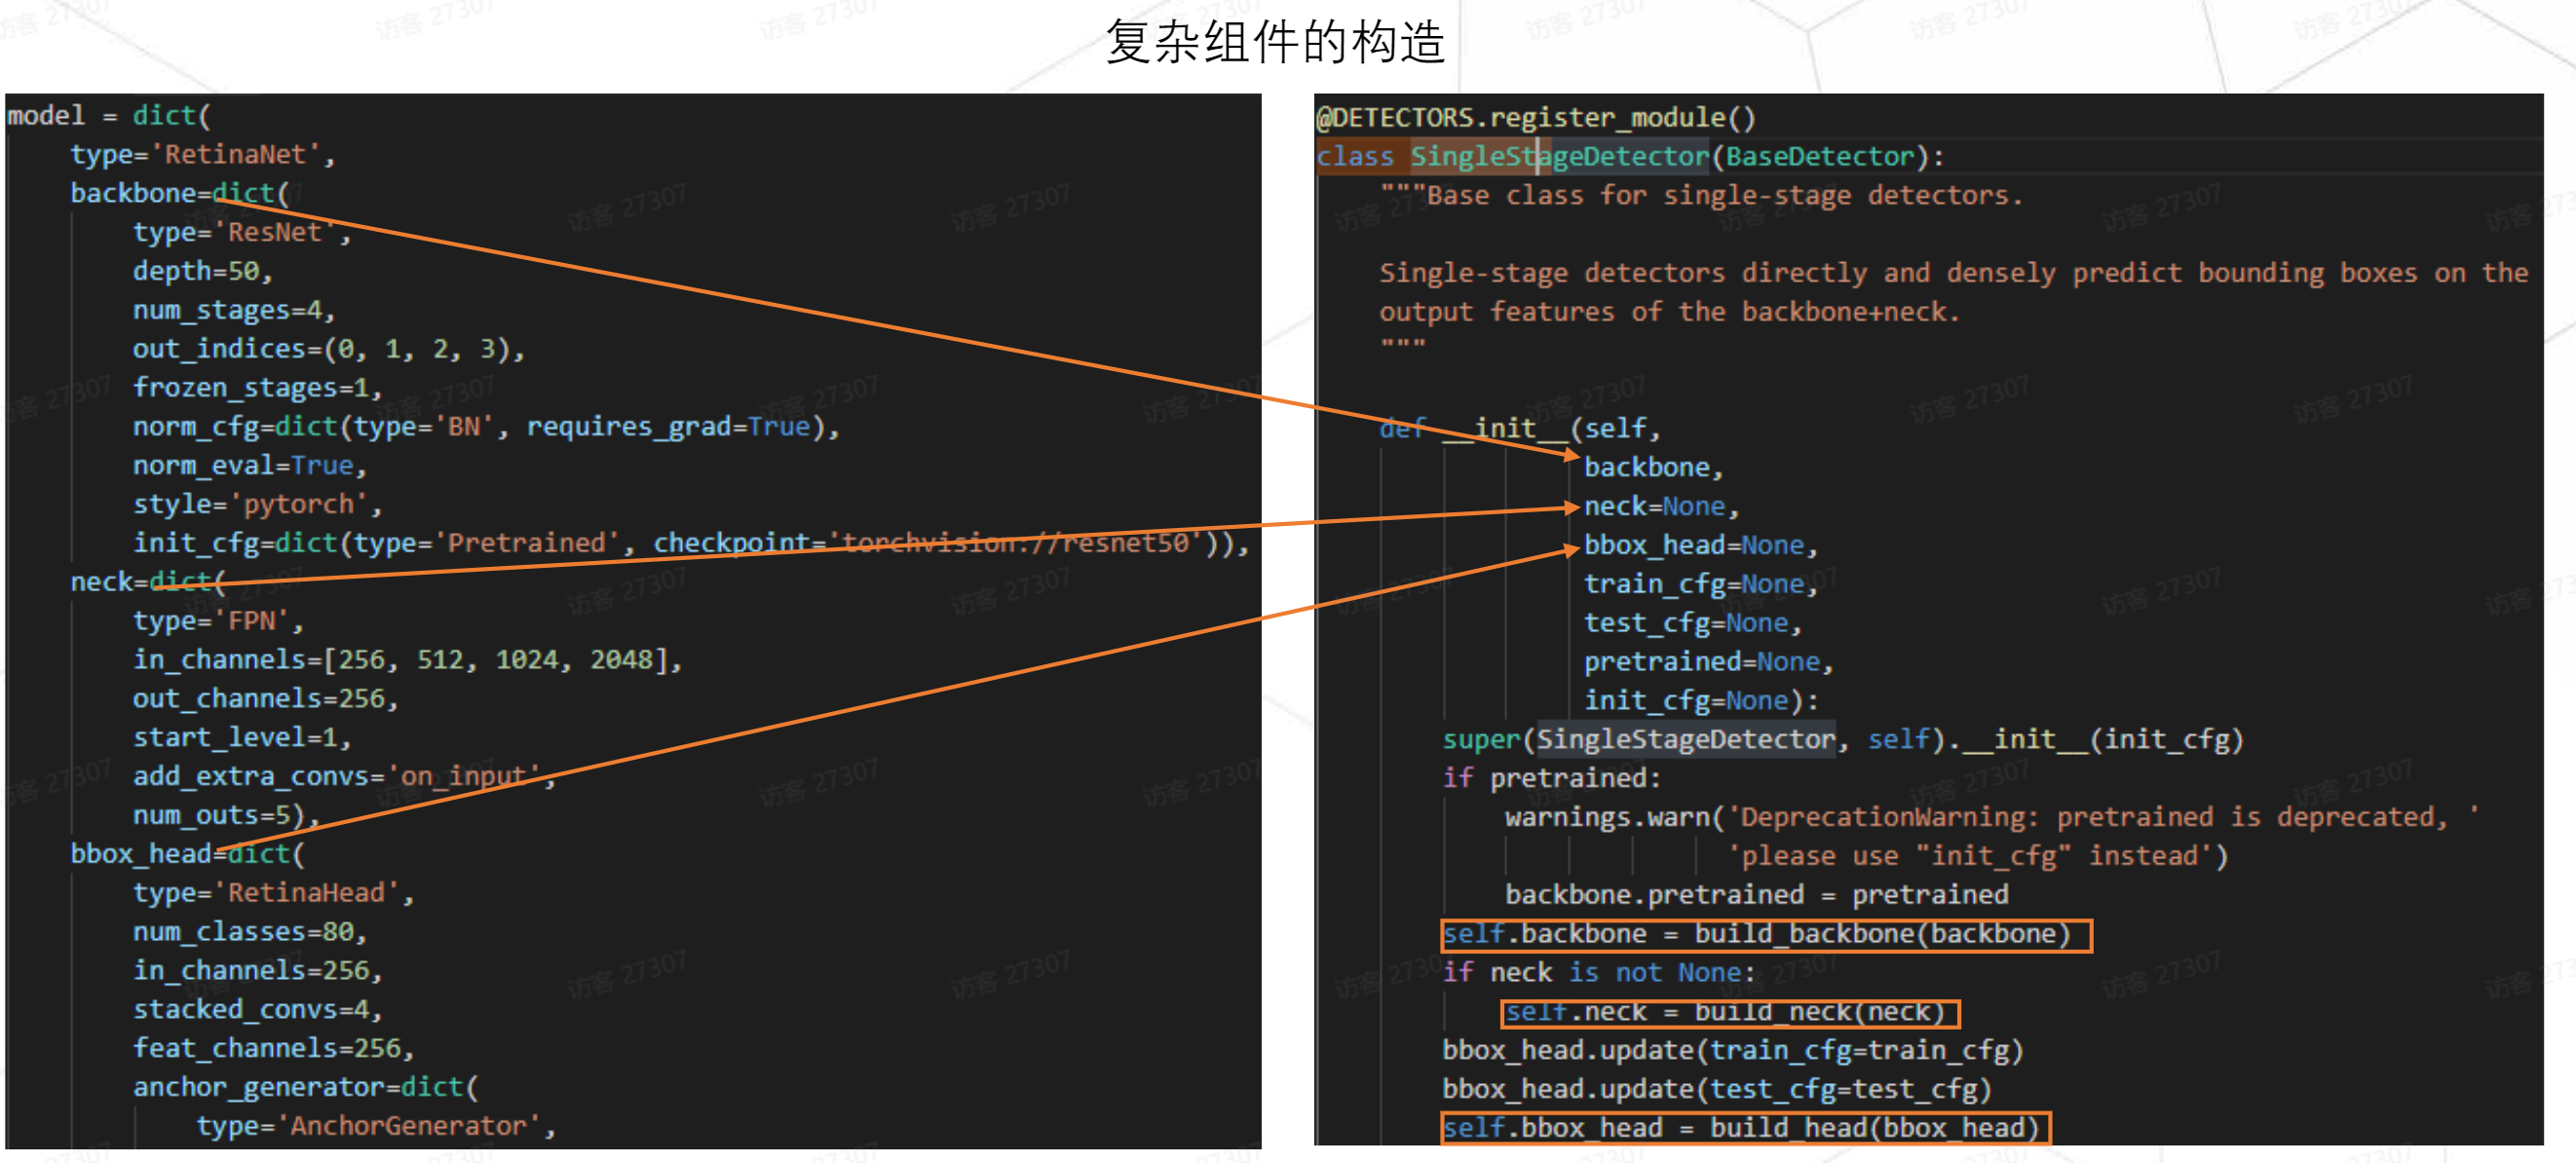 复杂组件的构造
model = dict(
    type='RetinaNet',
    backbone=dict(
        type='ResNet',
        depth=50,
        num_stages=4,
        out_indices=(0, 1, 2, 3),
        frozen_stages=1,
        norm_cfg=dict(type='BN', requires_grad=True),
        norm_eval=True,
        style='pytorch',
        init_cfg=dict(type='Pretrained', checkpoint='torchvision://resnet50')),
    neck=dict(
        type='FPN',
        in_channels=[256, 512, 1024, 2048],
        out_channels=256,
        start_level=1,
        add_extra_convs='on_input',
        num_outs=5),
    bbox_head=dict(
        type='RetinaHead',
        num_classes=80,
        in_channels=256,
        stacked_convs=4,
        feat_channels=256,
        anchor_generator=dict(
            type='AnchorGenerator',
@DETECTORS.register_module()
class SingleStageDetector(BaseDetector):
    """Base class for single-stage detectors.
    Single-stage detectors directly and densely predict bounding boxes on the
    output features of the backbone+neck.
    """
    def __init__(self,
                 backbone,
                 neck=None,
                 bbox_head=None,
                 train_cfg=None,
                 test_cfg=None,
                 pretrained=None,
                 init_cfg=None):
        super(SingleStageDetector, self).__init__(init_cfg)
        if pretrained:
            warnings.warn('DeprecationWarning: pretrained is deprecated, '
                          'please use "init_cfg" instead')
            backbone.pretrained = pretrained
        self.backbone = build_backbone(backbone)
        if neck is not None:
            self.neck = build_neck(neck)
        bbox_head.update(train_cfg=train_cfg)
        bbox_head.update(test_cfg=test_cfg)
        self.bbox_head = build_head(bbox_head)
访客 27307